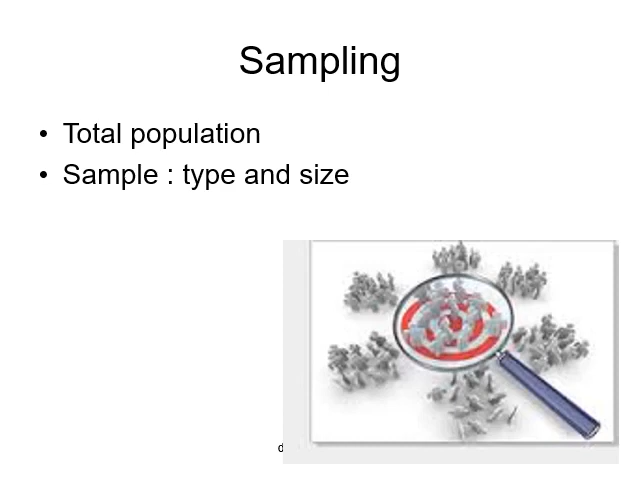 Sampling
• Total population
• Sample : type and size